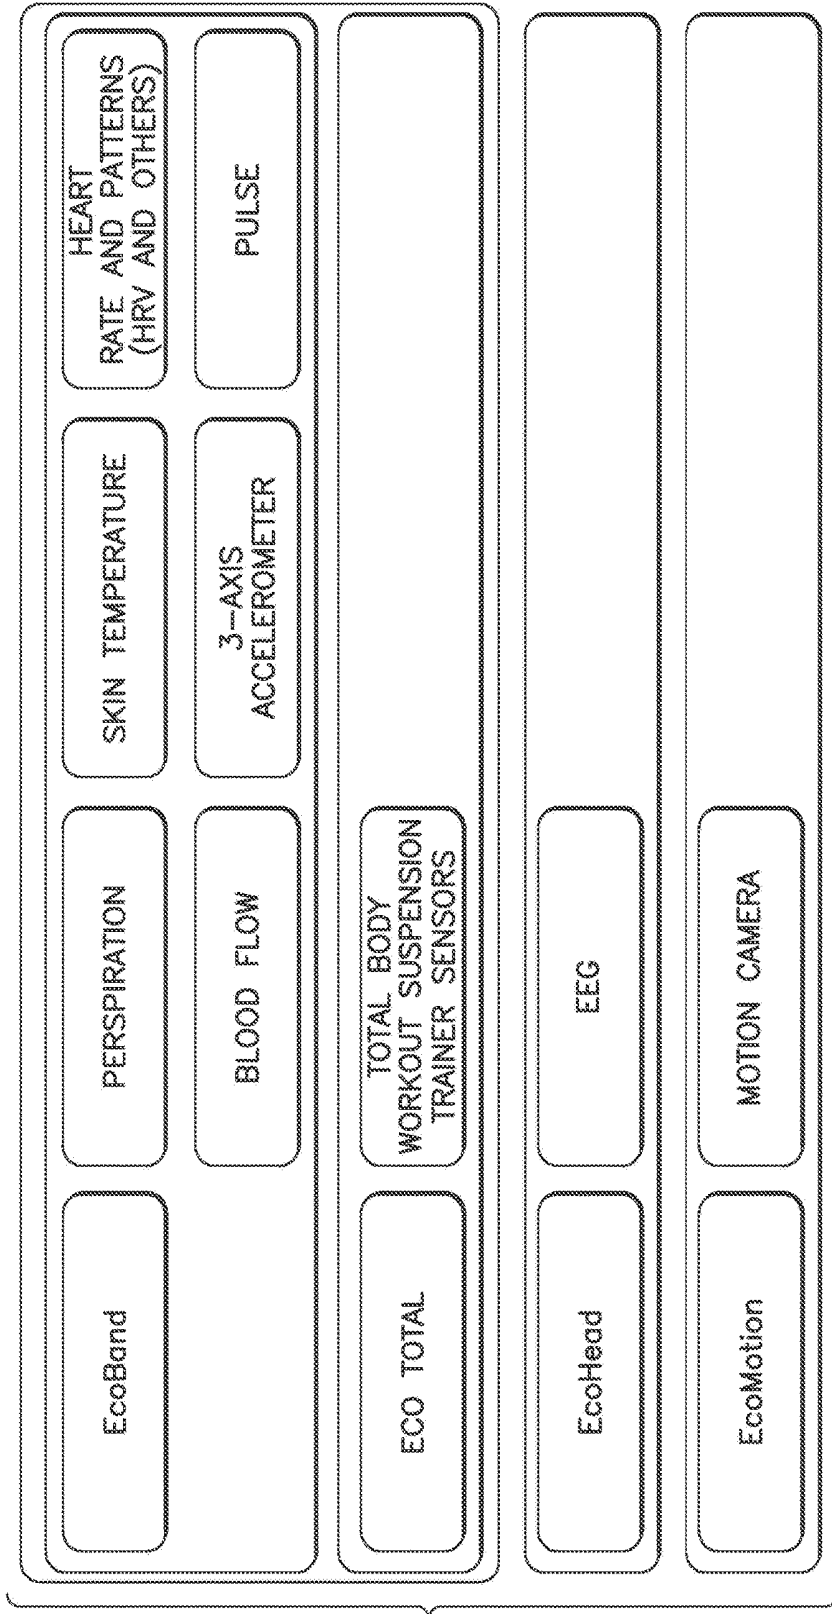 EcoBand
PERSPIRATION
SKIN TEMPERATURE
HEART
RATE AND PATTERNS
(HRV AND OTHERS)
BLOOD FLOW
3-AXIS
ACCELEROMETER
PULSE
ECO TOTAL
TOTAL BODY
WORKOUT SUSPENSION
TRAINER SENSORS
EcoHead
EEG
EcoMotion
MOTION CAMERA